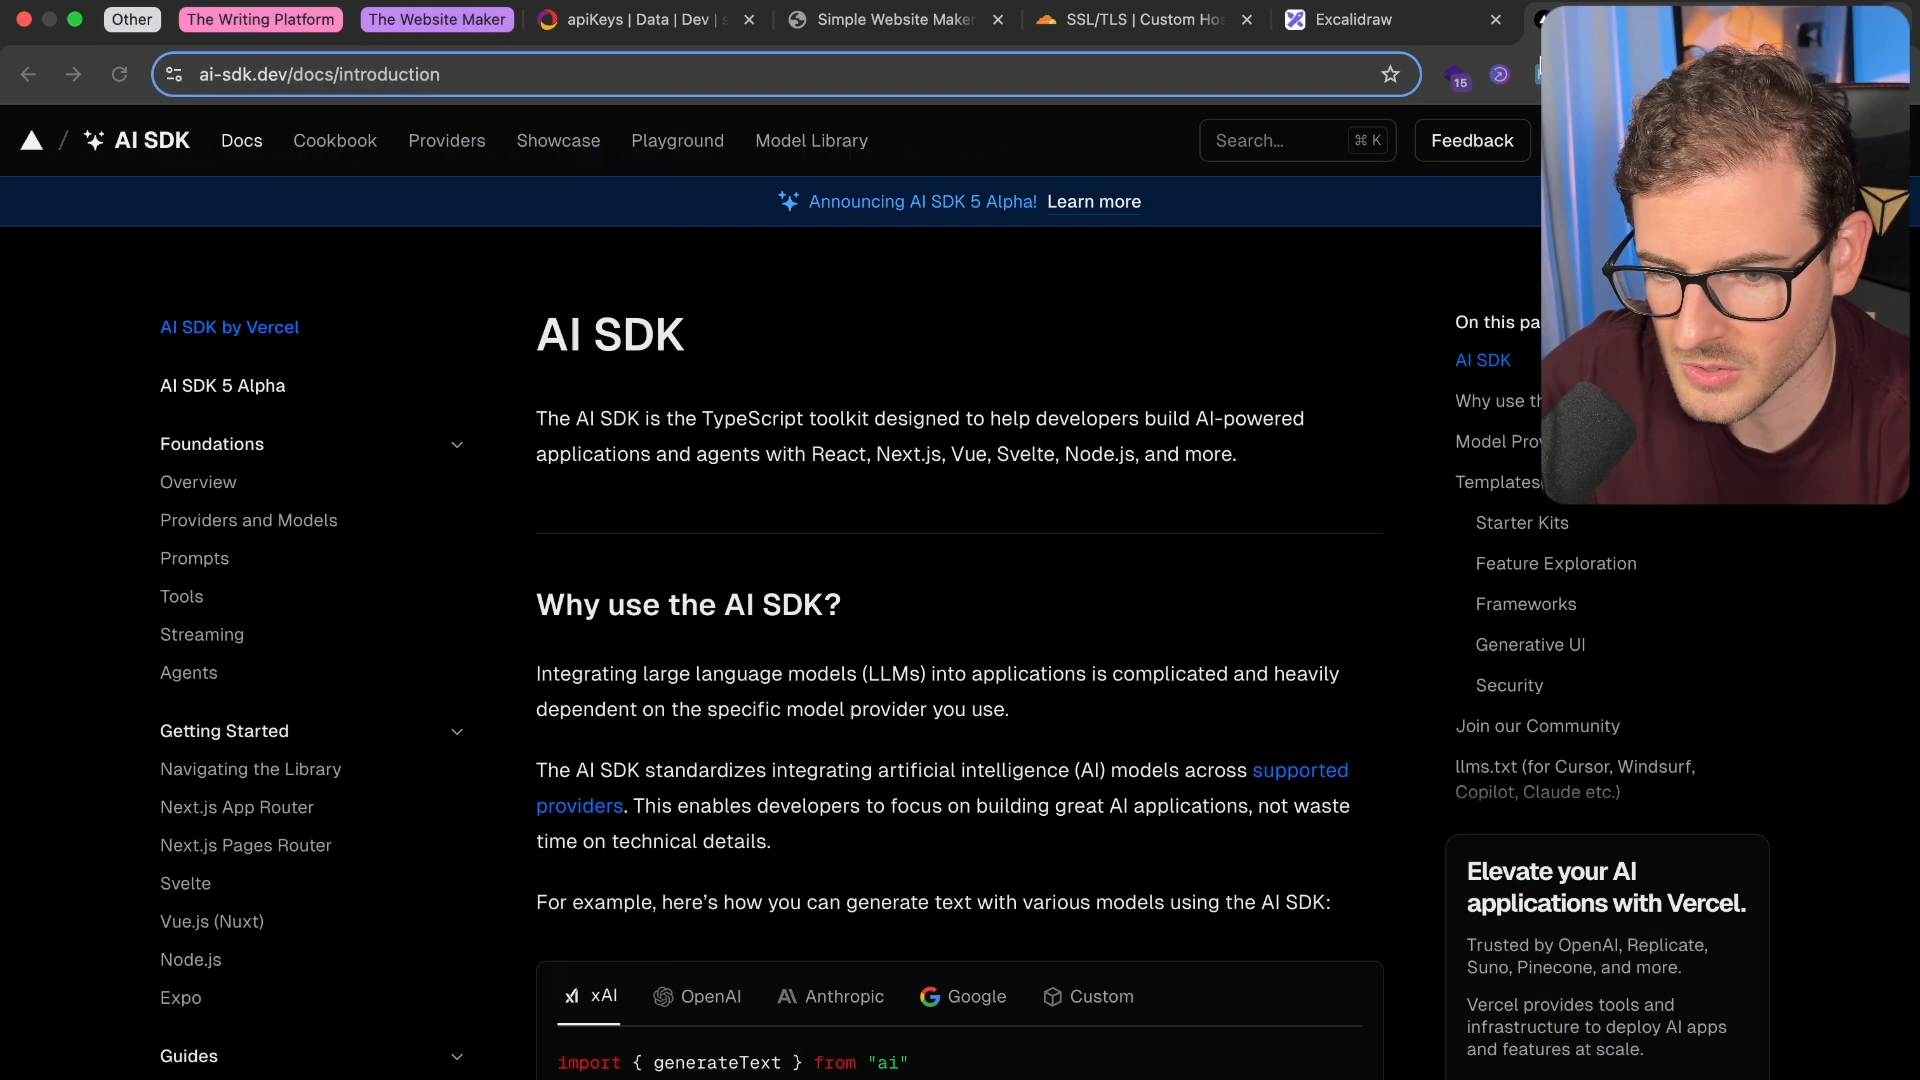 Other
The Writing Platform
The Website Maker
apiKeys | Data | Dev |
Simple Website Maker
SSL/TLS | Custom Hos
Excalidraw
ai-sdk.dev/docs/introduction
15
AI SDK
Docs
Cookbook
Providers
Showcase
Playground
Model Library
Search...
⌘ K
Feedback
Announcing AI SDK 5 Alpha! Learn more
AI SDK by Vercel
AI SDK 5 Alpha
Foundations
Overview
Providers and Models
Prompts
Tools
Streaming
Agents
Getting Started
Navigating the Library
Next.js App Router
Next.js Pages Router
Svelte
Vue.js (Nuxt)
Node.js
Expo
Guides
AI SDK
The AI SDK is the TypeScript toolkit designed to help developers build AI-powered
applications and agents with React, Next.js, Vue, Svelte, Node.js, and more.
Why use the AI SDK?
Integrating large language models (LLMs) into applications is complicated and heavily
dependent on the specific model provider you use.
The AI SDK standardizes integrating artificial intelligence (AI) models across supported
providers. This enables developers to focus on building great AI applications, not waste
time on technical details.
For example, here's how you can generate text with various models using the AI SDK:
xAI
OpenAI
Anthropic
Google
Custom
import { generateText } from "ai"
On this pa
AI SDK
Why use th
Model Pro
Templates
Starter Kits
Feature Exploration
Frameworks
Generative UI
Security
Join our Community
llms.txt (for Cursor, Windsurf,
Copilot, Claude etc.)
Elevate your AI
applications with Vercel.
Trusted by OpenAI, Replicate,
Suno, Pinecone, and more.
Vercel provides tools and
infrastructure to deploy AI apps
and features at scale.